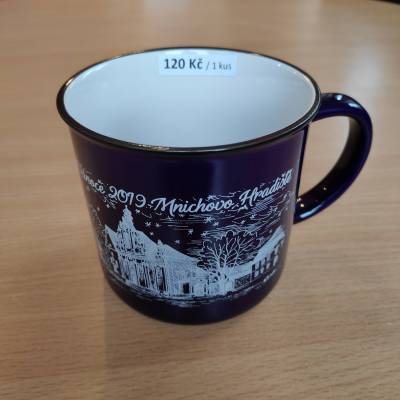 120 Kč / 1 kus
2019 Mnichovo Hradiště